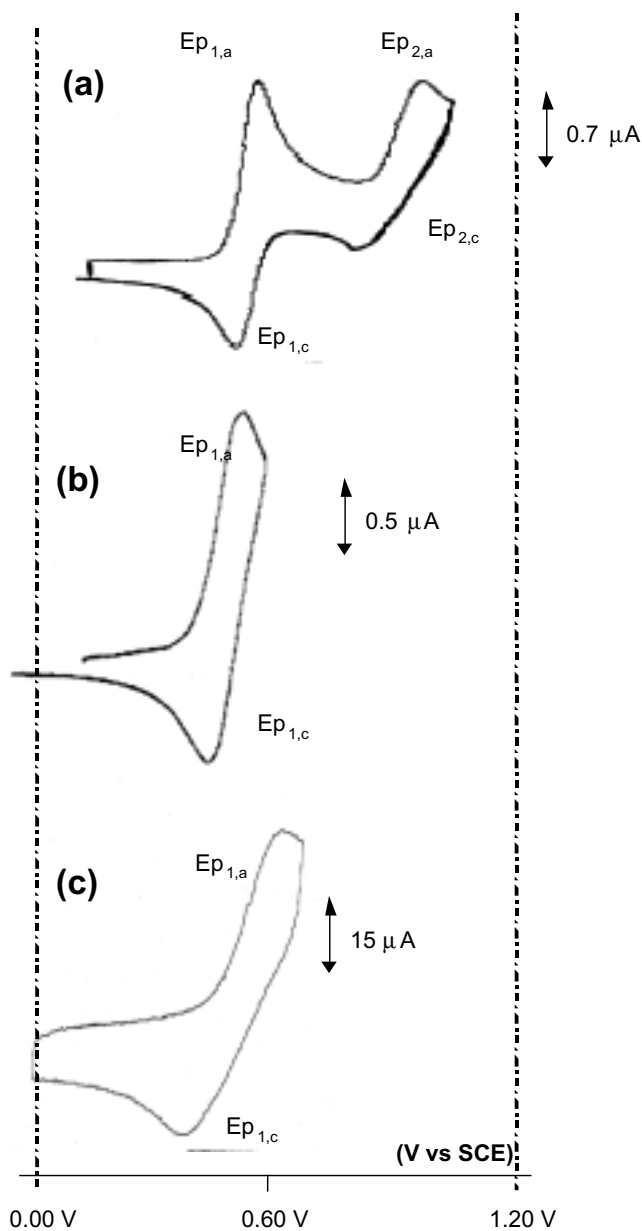 Ep1,a Ep2,a
(a)
0.7 μA
Ep2,c
Ep1,c
Ep1,a
(b)
0.5 μA
Ep1,c
Ep1,a
(c)
15 μA
Ep1,c
(V vs SCE)
0.00 V 0.60 V 1.20 V